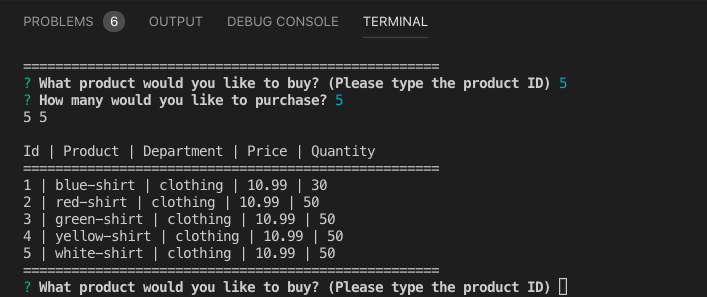 PROBLEMS 6 OUTPUT DEBUG CONSOLE TERMINAL
====================================================
? What product would you like to buy? (Please type the product ID) 5
? How many would you like to purchase? 5
5 5
Id | Product | Department | Price | Quantity
====================================================
1 | blue-shirt | clothing | 10.99 | 30
2 | red-shirt | clothing | 10.99 | 50
3 | green-shirt | clothing | 10.99 | 50
4 | yellow-shirt | clothing | 10.99 | 50
5 | white-shirt | clothing | 10.99 | 50
====================================================
? What product would you like to buy? (Please type the product ID)